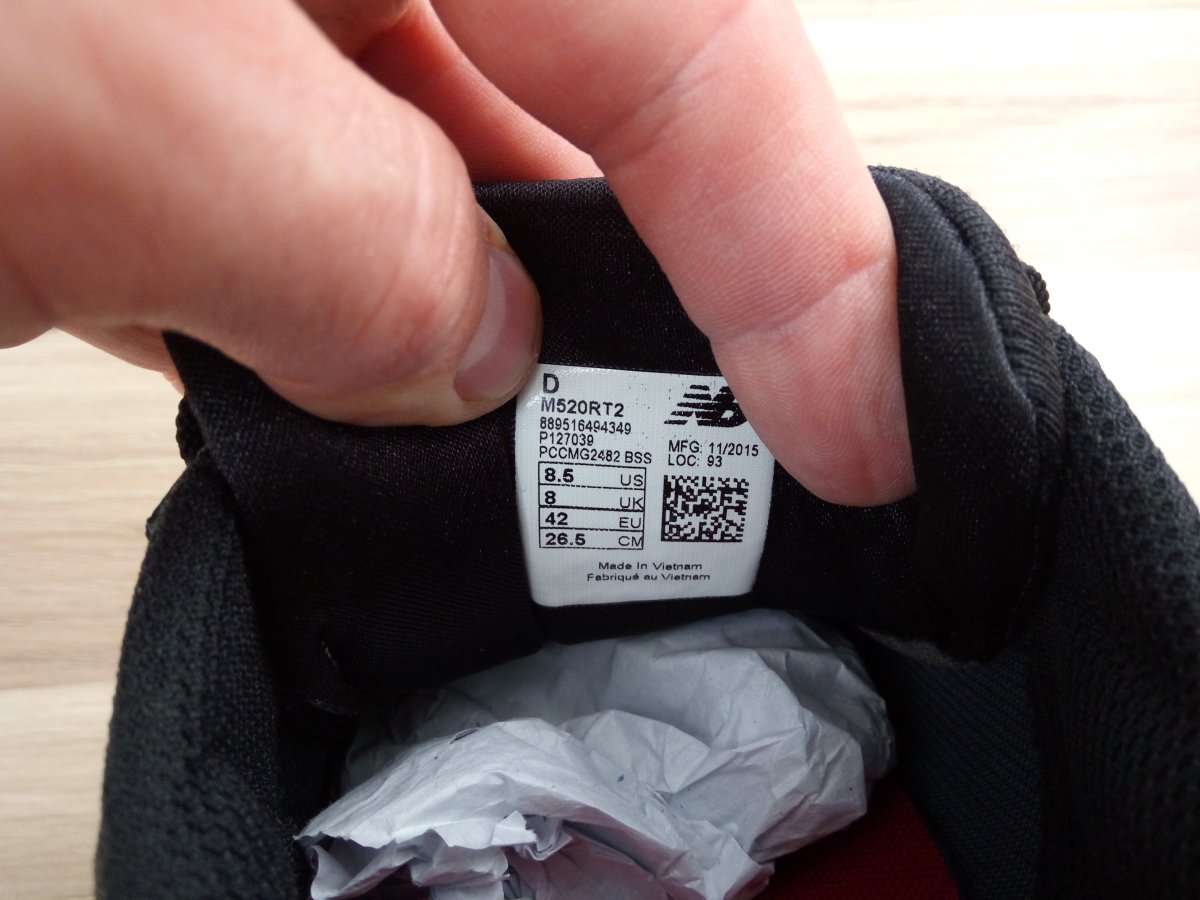 D
M520RT2
889516494349
P127039
PCCMG2482 BSS
8.5 US
8 UK
42 EU
26.5 CM
NB
MFG: 11/2015
LOC: 93
Made In Vietnam
Fabriqué au Vietnam